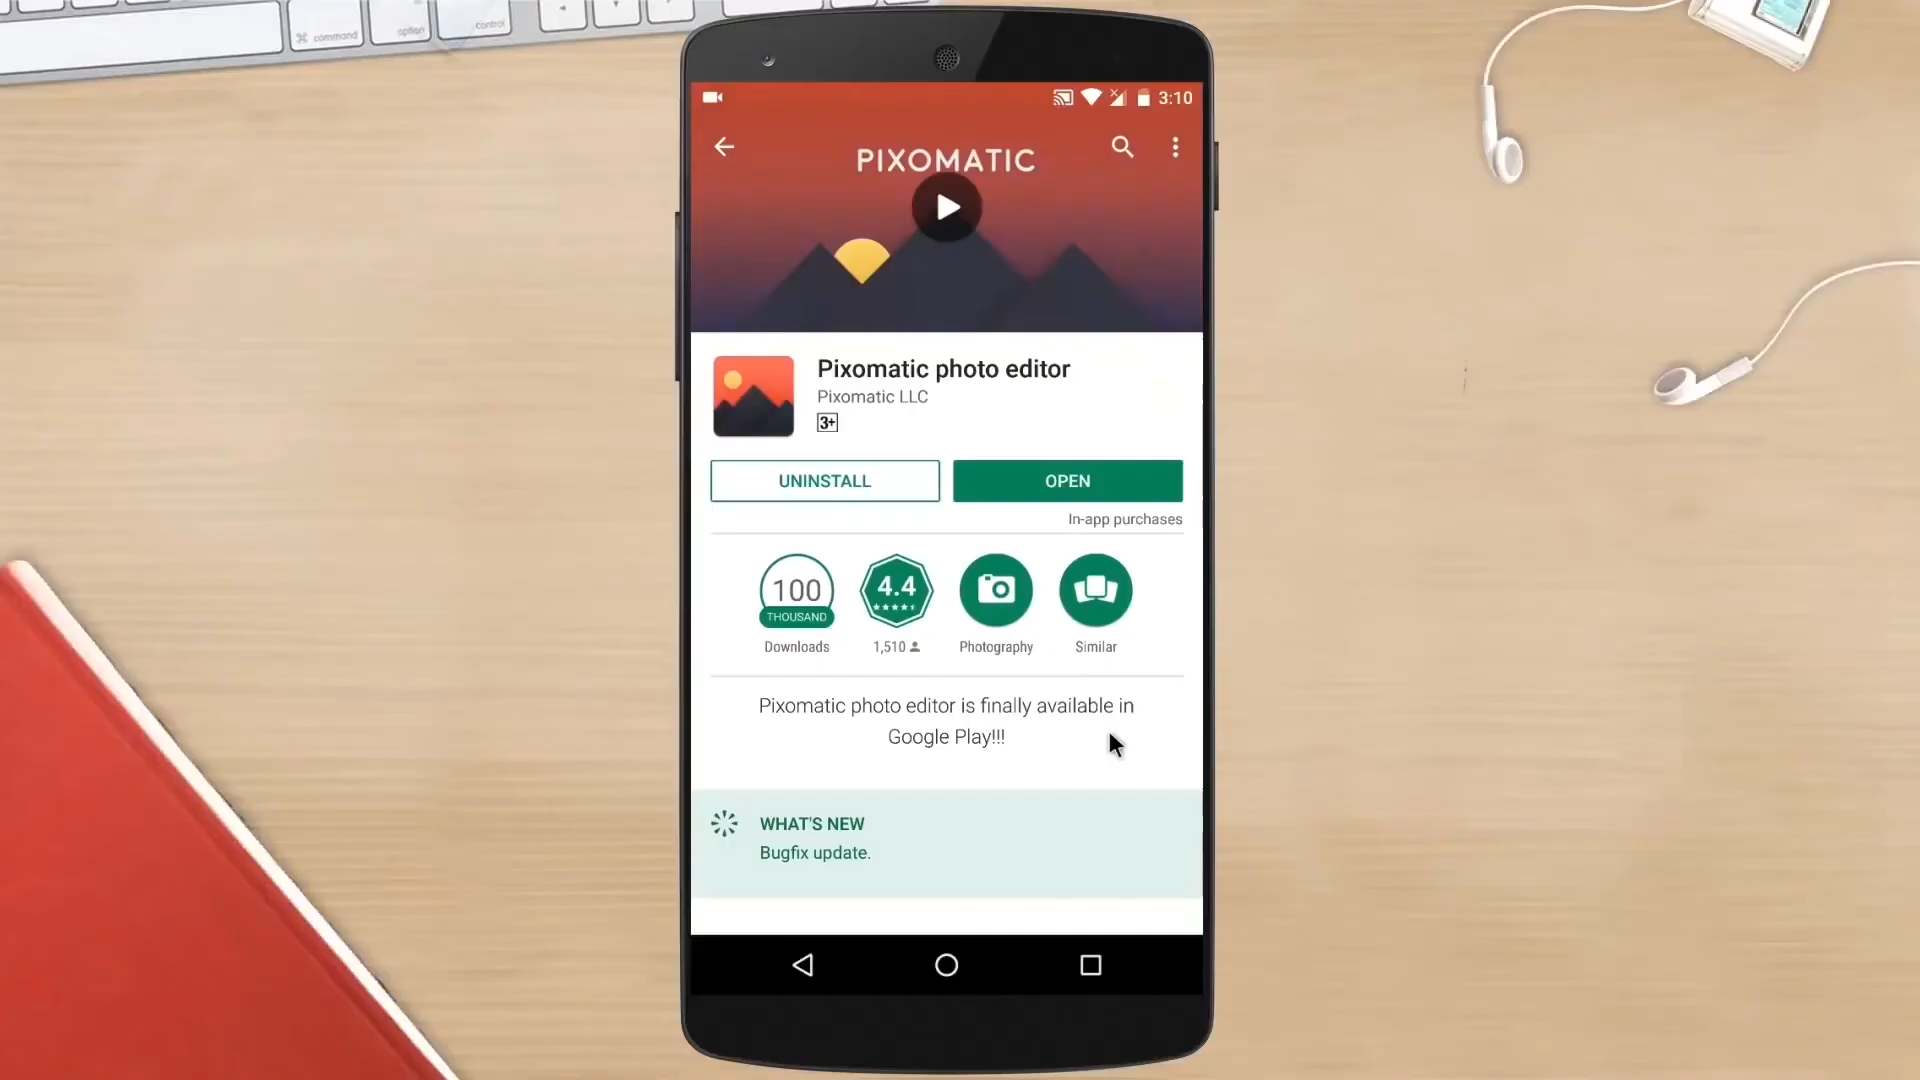 command
option
control
3:10
PIXOMATIC
Pixomatic photo editor
Pixomatic LLC
3+
UNINSTALL
OPEN
In-app purchases
100
THOUSAND
4.4
Downloads
1,510
Photography
Similar
Pixomatic photo editor is finally available in
Google Play!!!
WHAT'S NEW
Bugfix update.